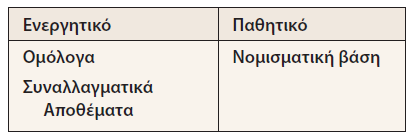 Ενεργητικό
Παθητικό
Ομόλογα
Νομισματική βάση
Συναλλαγματικά
Αποθέματα